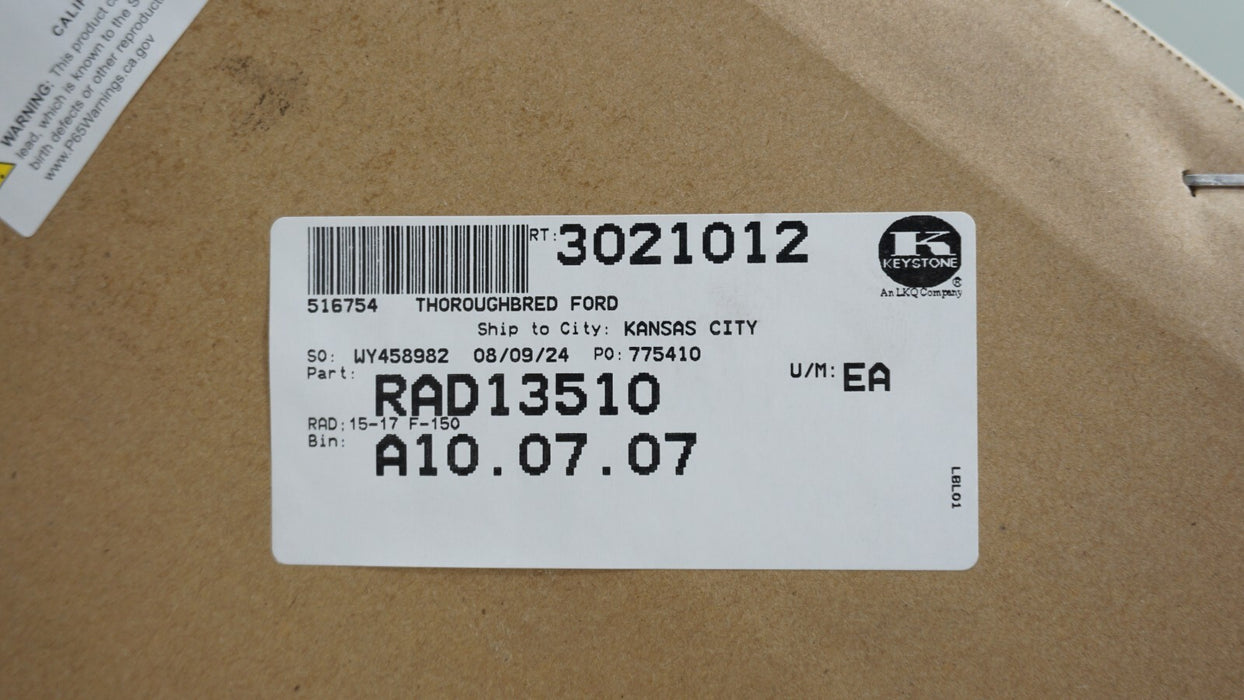 CALIF
WARNING: This product c
lead, which is known to the S
birth defects or other reproduct
www.P65Warnings.ca.gov
RT: 3021012
K
KEYSTONE
®
An LKQ Company
516754 THOROUGHBRED FORD
Ship to City: KANSAS CITY
SO: WY458982 08/09/24 PO: 775410
Part: RAD13510
U/M: EA
RAD;15-17 F-150
Bin: A10.07.07
LBL01